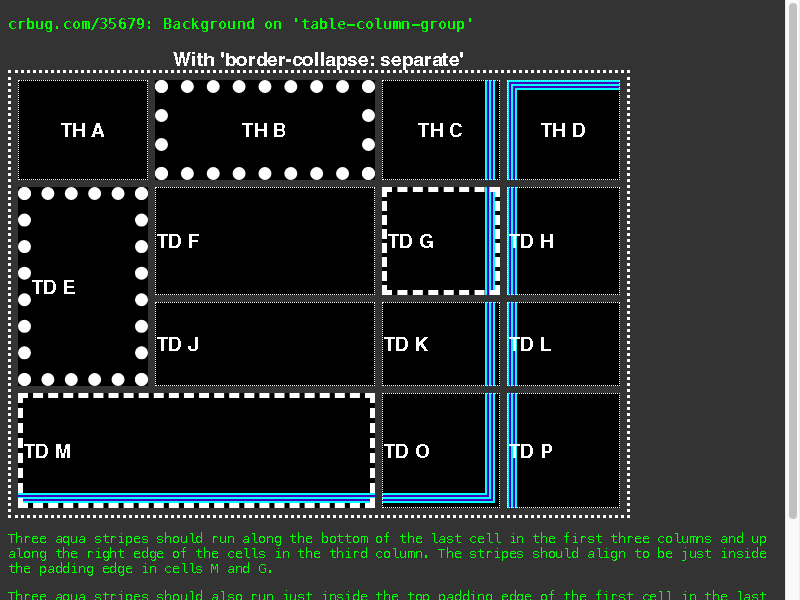 crbug.com/35679: Background on 'table-column-group'
With 'border-collapse: separate'
TH A TH B TH C TH D
TD E TD F TD G TD H
TD J TD K TD L
TD M TD O TD P
Three aqua stripes should run along the bottom of the last cell in the first three columns and up
along the right edge of the cells in the third column. The stripes should align to be just inside
the padding edge in cells M and G.
Three aqua stripes should also run just inside the top padding edge of the first cell in the last